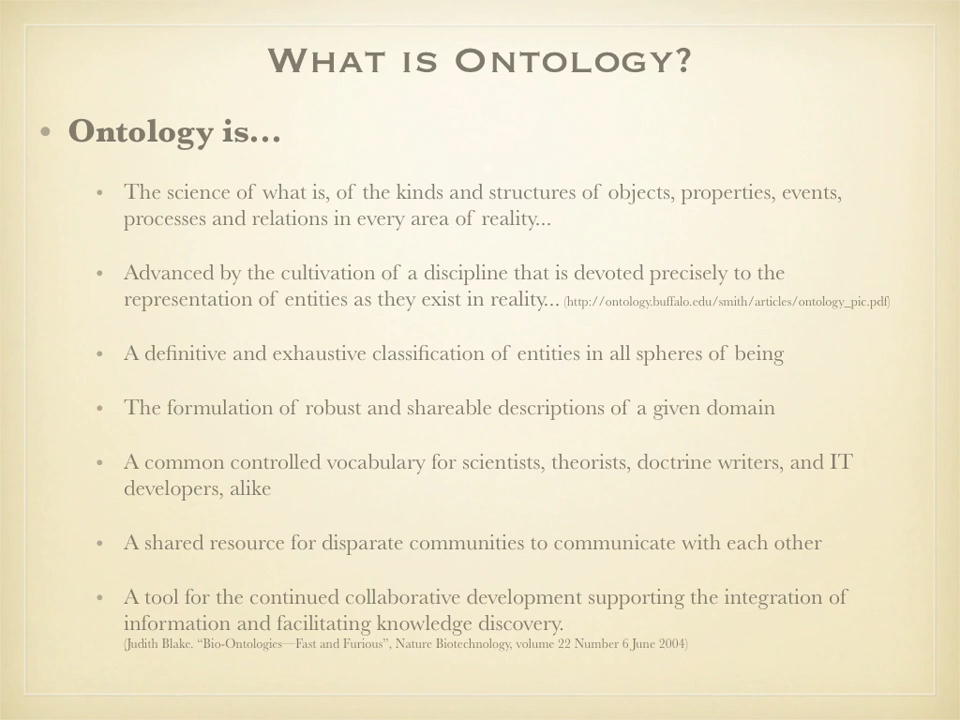 What is Ontology?
• Ontology is...
• The science of what is, of the kinds and structures of objects, properties, events,
processes and relations in every area of reality...
• Advanced by the cultivation of a discipline that is devoted precisely to the
representation of entities as they exist in reality... (http://ontology.buffalo.edu/smith/articles/ontology_pic.pdf)
• A definitive and exhaustive classification of entities in all spheres of being
• The formulation of robust and shareable descriptions of a given domain
• A common controlled vocabulary for scientists, theorists, doctrine writers, and IT
developers, alike
• A shared resource for disparate communities to communicate with each other
• A tool for the continued collaborative development supporting the integration of
information and facilitating knowledge discovery.
(Judith Blake. “Bio-Ontologies—Fast and Furious”, Nature Biotechnology, volume 22 Number 6 June 2004)